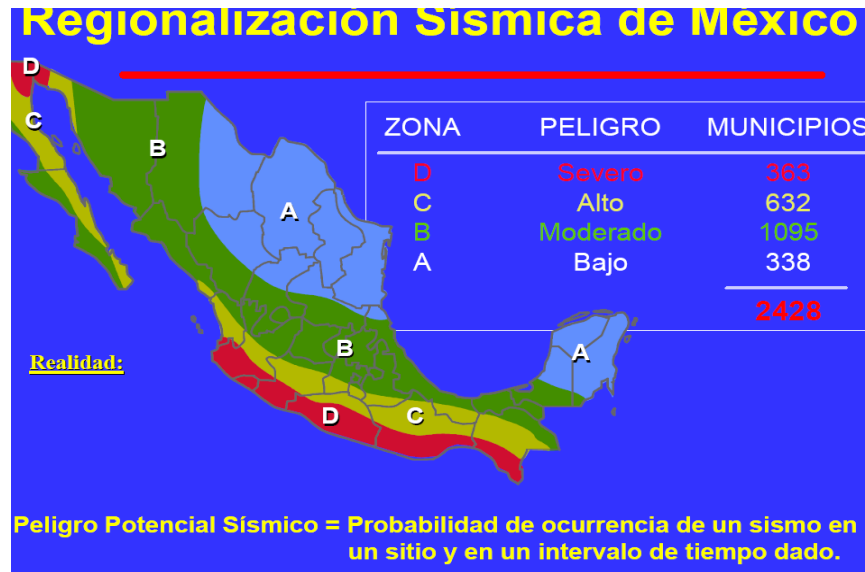 Regionalización Sísmica de México
D
C
B
A
B
A
C
D
ZONA PELIGRO MUNICIPIOS
D Severo 363
C Alto 632
B Moderado 1095
A Bajo 338
2428
Realidad:
Peligro Potencial Sísmico = Probabilidad de ocurrencia de un sismo en
un sitio y en un intervalo de tiempo dado.